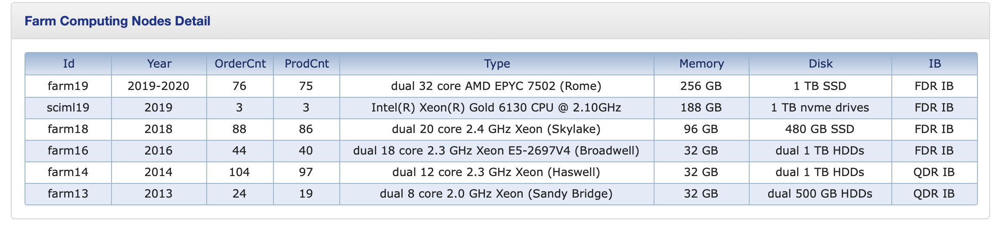 Farm Computing Nodes Detail
Id Year OrderCnt ProdCnt Type Memory Disk IB
farm19 2019-2020 76 75 dual 32 core AMD EPYC 7502 (Rome) 256 GB 1 TB SSD FDR IB
sciml19 2019 3 3 Intel(R) Xeon(R) Gold 6130 CPU @ 2.10GHz 188 GB 1 TB nvme drives FDR IB
farm18 2018 88 86 dual 20 core 2.4 GHz Xeon (Skylake) 96 GB 480 GB SSD FDR IB
farm16 2016 44 40 dual 18 core 2.3 GHz Xeon E5-2697V4 (Broadwell) 32 GB dual 1 TB HDDs FDR IB
farm14 2014 104 97 dual 12 core 2.3 GHz Xeon (Haswell) 32 GB dual 1 TB HDDs QDR IB
farm13 2013 24 19 dual 8 core 2.0 GHz Xeon (Sandy Bridge) 32 GB dual 500 GB HDDs QDR IB